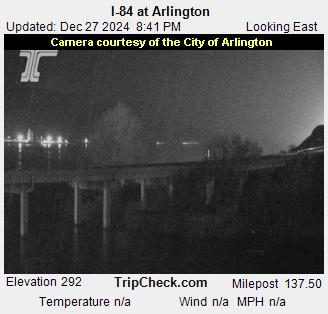 I-84 at Arlington
Updated: Dec 27 2024 8:41 PM Looking East
Camera courtesy of the City of Arlington
Elevation 292 TripCheck.com Milepost 137.50
Temperature n/a Wind n/a MPH n/a